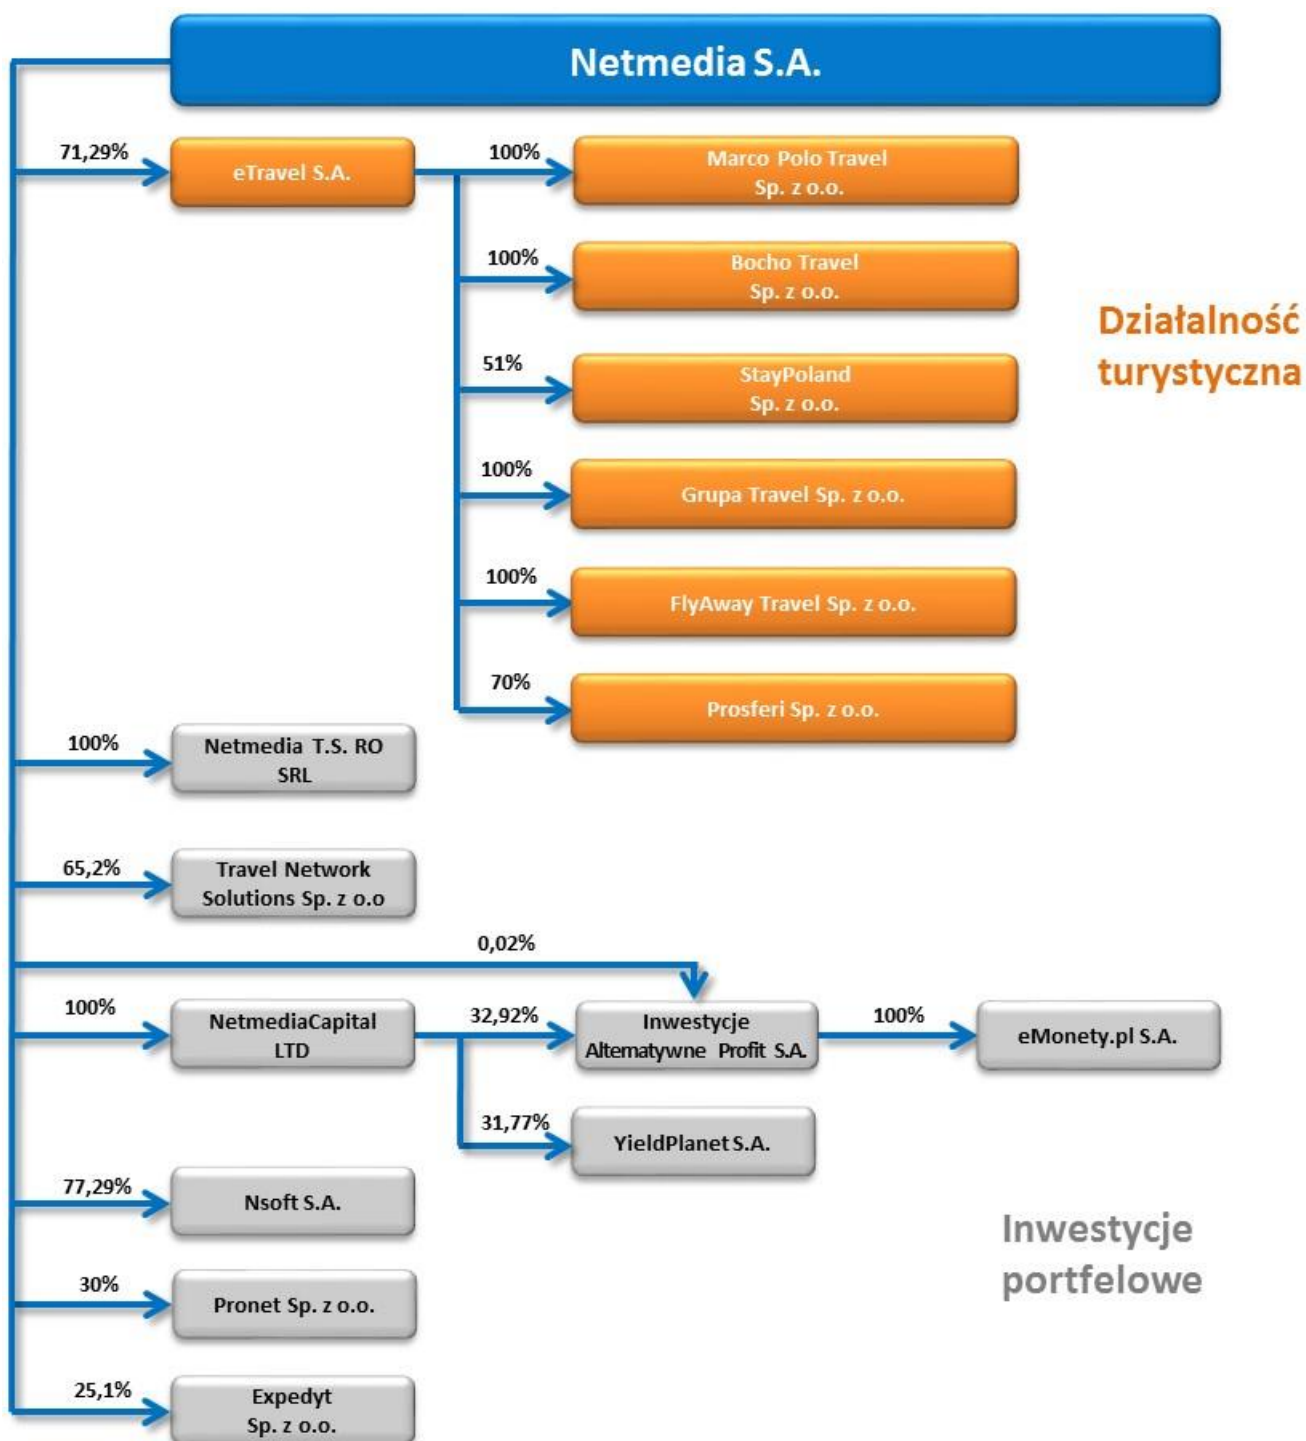 Netmedia S.A.
71,29%
eTravel S.A.
100%
Marco Polo Travel
Sp. z o.o.
100%
Bocho Travel
Sp. z o.o.
Działalność
turystyczna
51%
StayPoland
Sp. z o.o.
100%
Grupa Travel Sp. z o.o.
100%
FlyAway Travel Sp. z o.o.
70%
Prosferi Sp. z o.o.
100%
Netmedia T.S. RO
SRL
65,2%
Travel Network
Solutions Sp. z o.o
0,02%
100%
NetmediaCapital
LTD
32,92%
Inwestycje
Alternatywne Profit S.A.
100%
eMonety.pl S.A.
31,77%
YieldPlanet S.A.
77,29%
Nsoft S.A.
Inwestycje
portfelowe
30%
Pronet Sp. z o.o.
25,1%
Expedyt
Sp. z o.o.